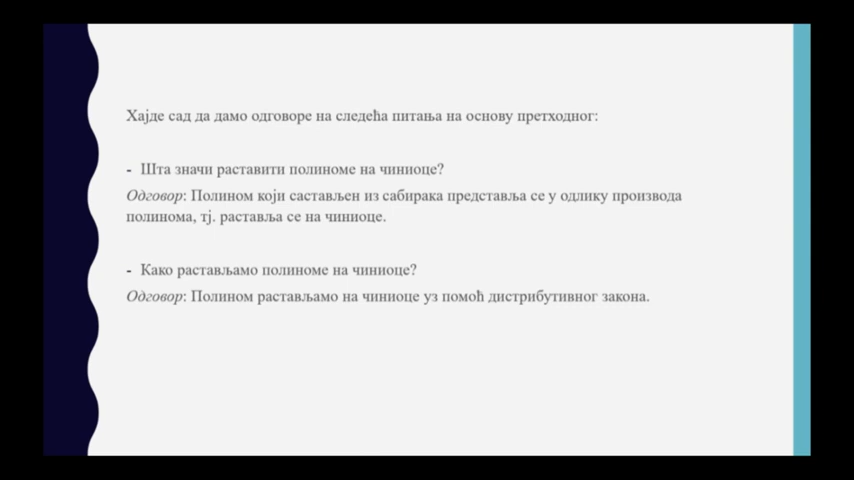 Хајде сад да дамо одговоре на следећа питања на основу претходног:
- Шта значи раставити полиноме на чиниоце?
Одговор: Полином који састављен из сабирака представља се у одлику производа
полинома, тј. раставља се на чиниоце.
- Како растављамо полиноме на чиниоце?
Одговор: Полином растављамо на чиниоце уз помоћ дистрибутивног закона.